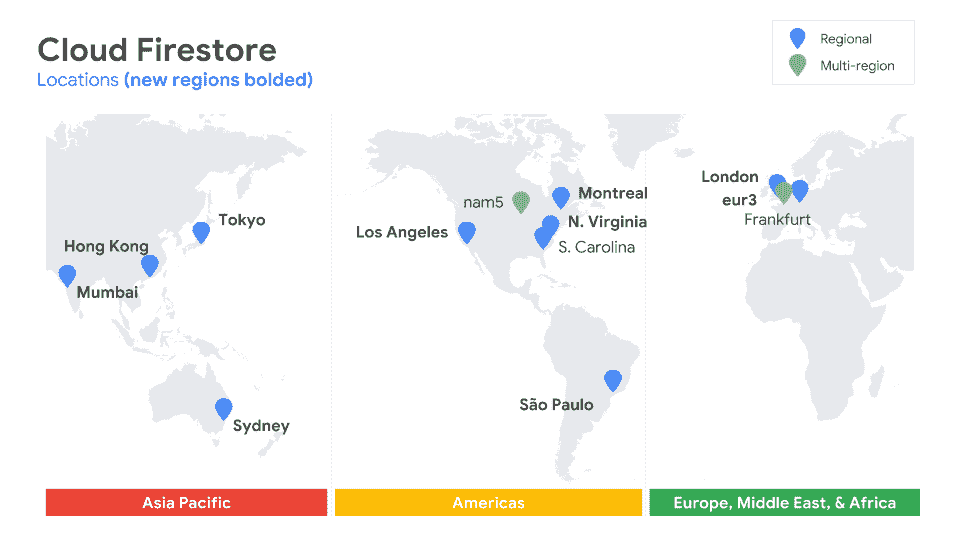 Cloud Firestore
Locations (new regions bolded)
Regional
Multi-region
Tokyo
Hong Kong
Mumbai
Sydney
nam5
Montreal
Los Angeles
N. Virginia
S. Carolina
São Paulo
London
eur3
Frankfurt
Asia Pacific
Americas
Europe, Middle East, & Africa